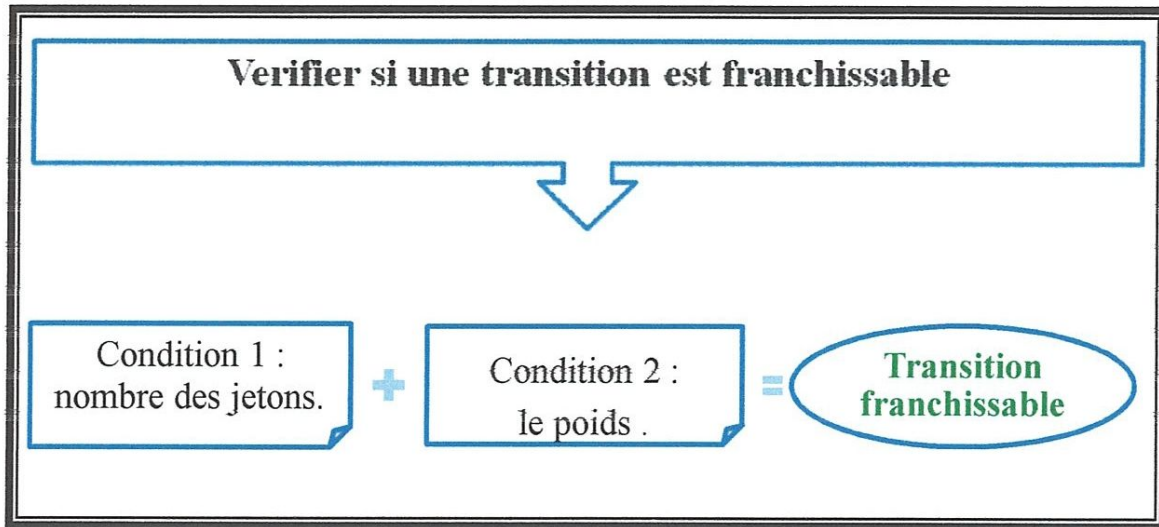 Verifier si une transition est franchissable
Condition 1 :
nombre des jetons.
+
Condition 2 :
le poids .
=
Transition
franchissable